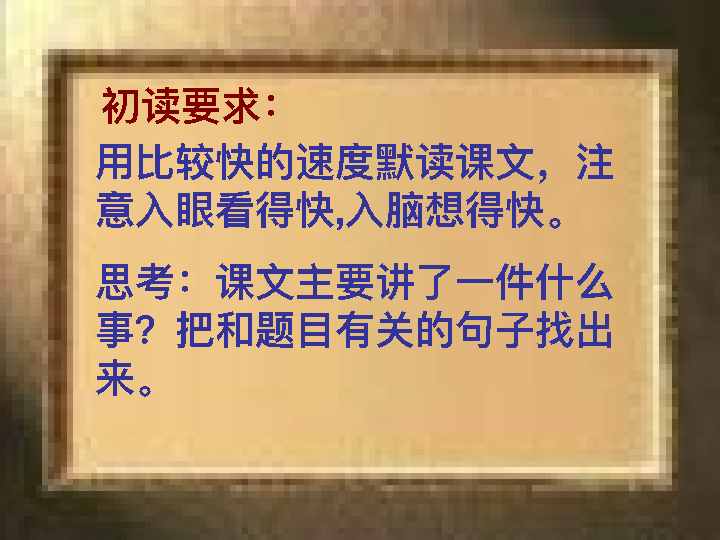 初读要求：
用比较快的速度默读课文，注
意入眼看得快,入脑想得快。
思考：课文主要讲了一件什么
事？把和题目有关的句子找出
来。